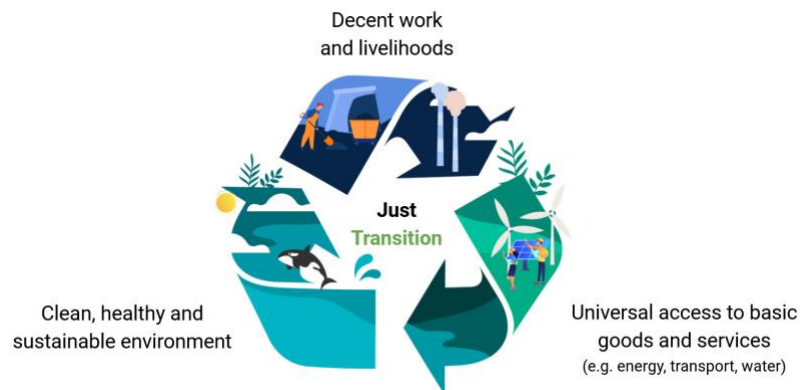 Decent work
and livelihoods
Just
Transition
Clean, healthy and
sustainable environment
Universal access to basic
goods and services
(e.g. energy, transport, water)